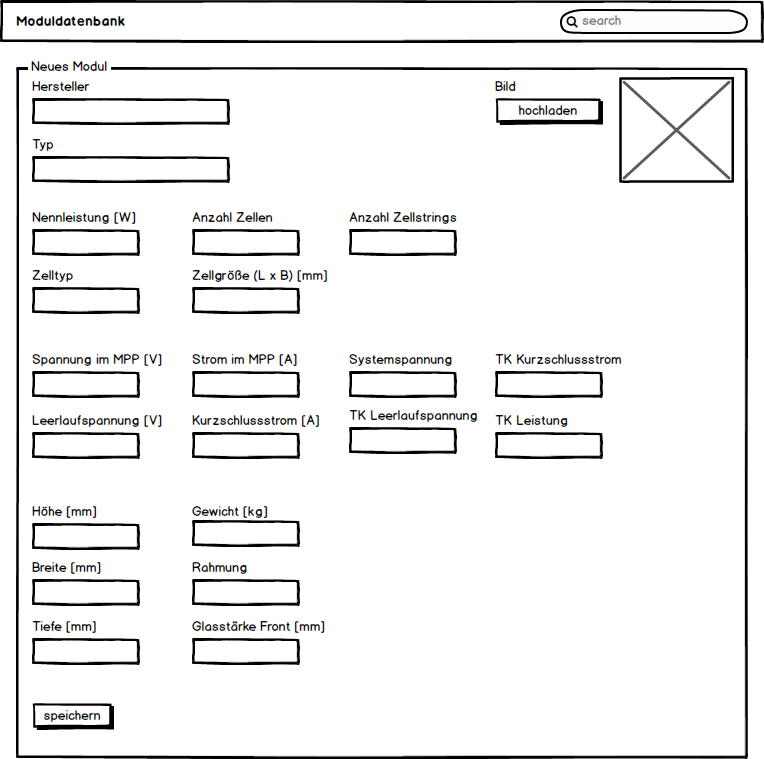 Moduldatenbank
search
Neues Modul
Hersteller
Bild
hochladen
Typ
Nennleistung [W] Anzahl Zellen Anzahl Zellstrings
Zelltyp Zellgröße (L x B) [mm]
Spannung im MPP [V] Strom im MPP [A] Systemspannung TK Kurzschlussstrom
Leerlaufspannung [V] Kurzschlussstrom [A] TK Leerlaufspannung TK Leistung
Höhe [mm] Gewicht [kg]
Breite [mm] Rahmung
Tiefe [mm] Glasstärke Front [mm]
speichern